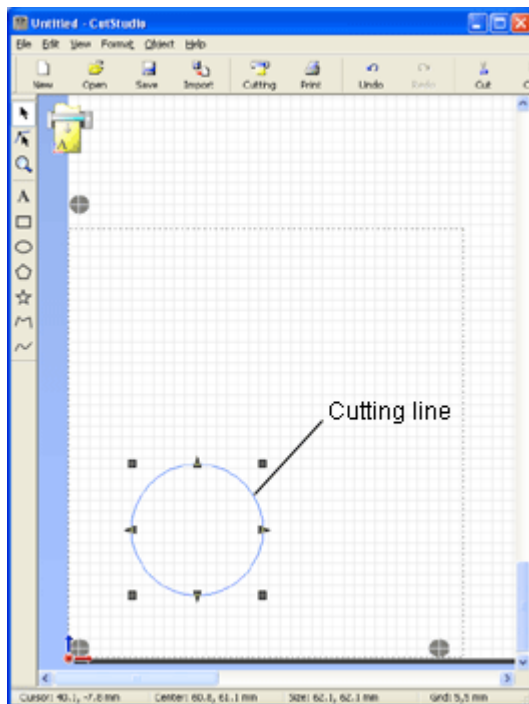 Untitled - CutStudio
File Edit View Format Object Help
New Open Save Import Cutting Print Undo Redo Cut
A
A
Cutting line
Cursor: 40.1, -7.8 mm Center: 60.8, 61.1 mm Size: 62.1, 62.1 mm Grid: 5,5 mm